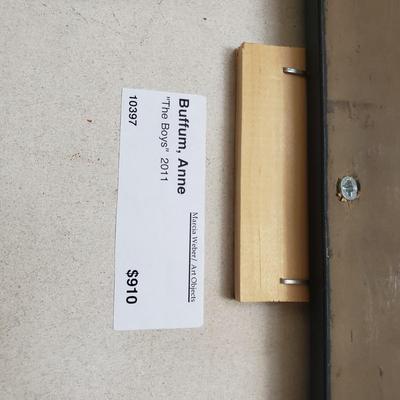 Buffum, Anne
"The Boys" 2011
Marcia Weber/ Art Objects
10397
$910